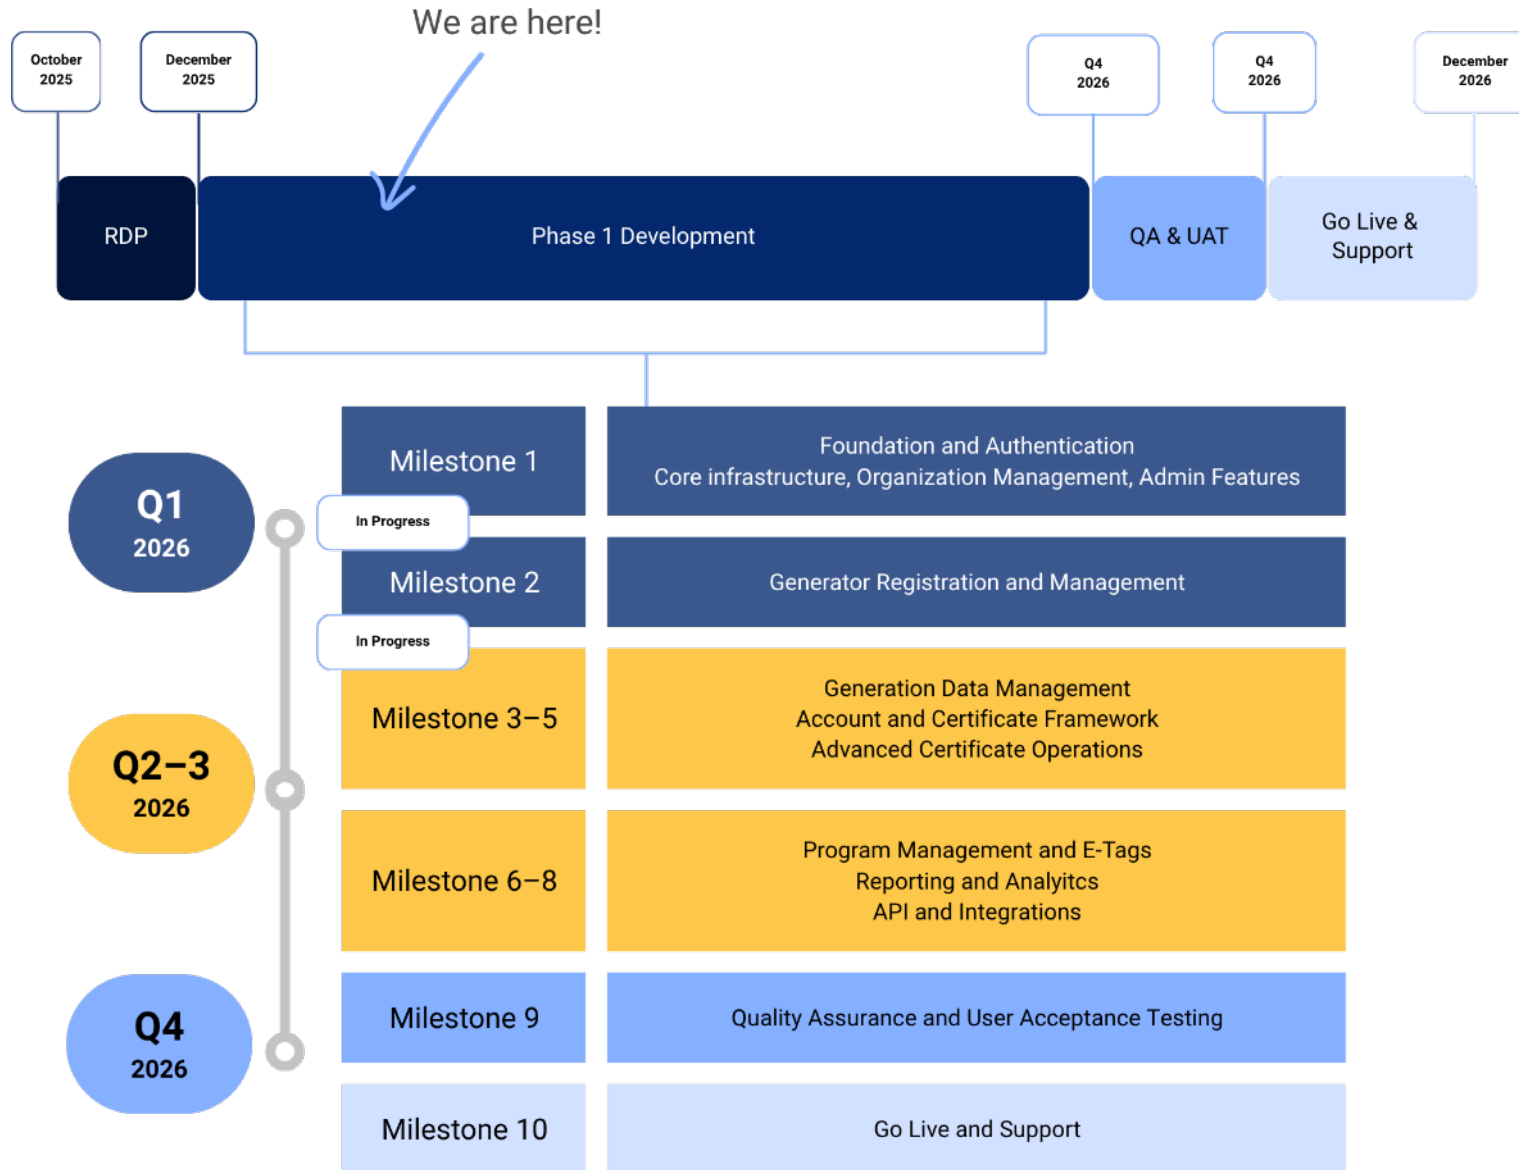 We are here!
October
2025
December
2025
Q4
2026
Q4
2026
December
2026
RDP
Phase 1 Development
QA & UAT
Go Live &
Support
Q1
2026
Milestone 1
Foundation and Authentication
Core infrastructure, Organization Management, Admin Features
In Progress
Milestone 2
Generator Registration and Management
In Progress
Q2–3
2026
Milestone 3–5
Generation Data Management
Account and Certificate Framework
Advanced Certificate Operations
Milestone 6–8
Program Management and E-Tags
Reporting and Analyitcs
API and Integrations
Q4
2026
Milestone 9
Quality Assurance and User Acceptance Testing
Milestone 10
Go Live and Support